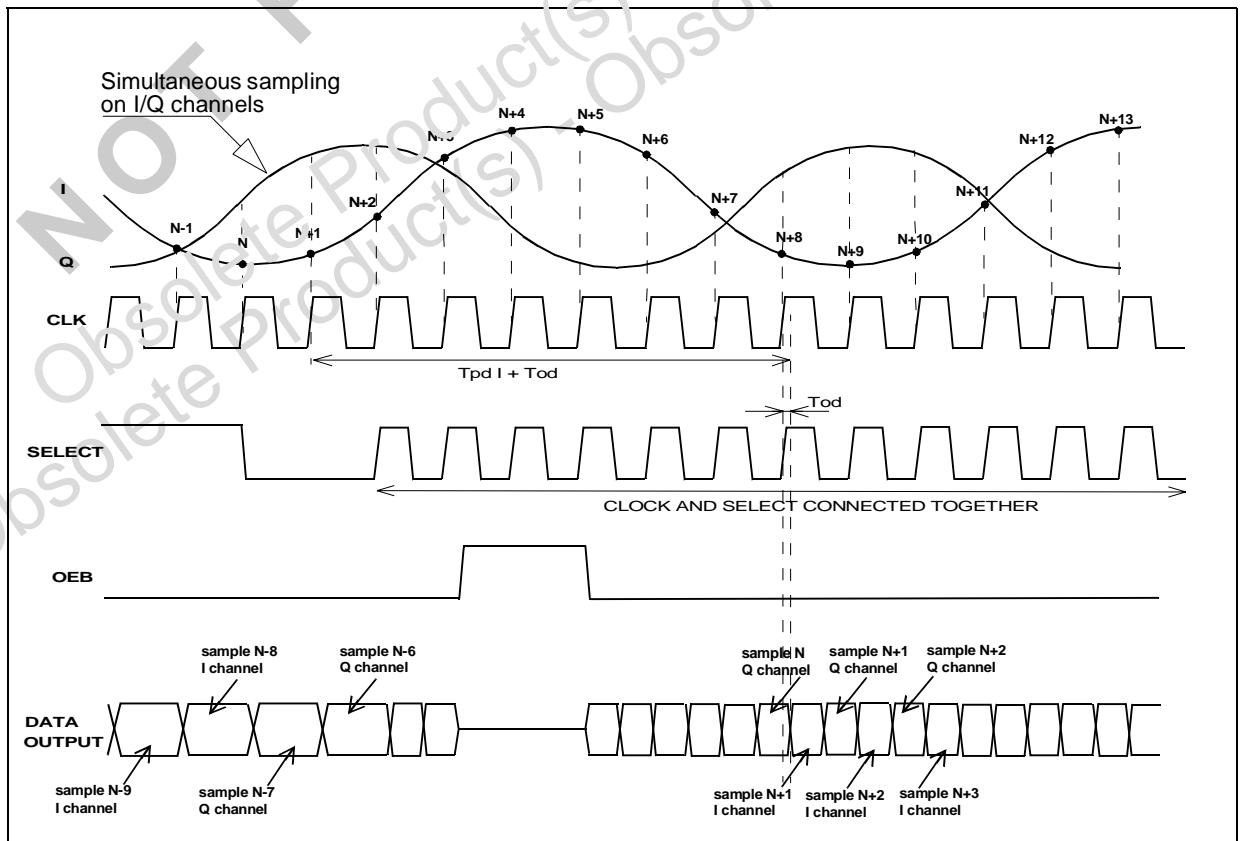 NOT
Obsolete Product(s) - Obso
Obsolete Product(s)
Simultaneous sampling
on I/Q channels
I
Q
N-1
N
N+1
N+2
N+4
N+5
N+6
N+7
N+8
N+9
N+10
N+11
N+12
N+13
CLK
Tpd I + Tod
Tod
SELECT
CLOCK AND SELECT CONNECTED TOGETHER
OEB
sample N-8
I channel
sample N-6
Q channel
sample N
Q channel
sample N+1
Q channel
sample N+2
Q channel
DATA
OUTPUT
sample N-9
I channel
sample N-7
Q channel
sample N+1
I channel
sample N+2
I channel
sample N+3
I channel